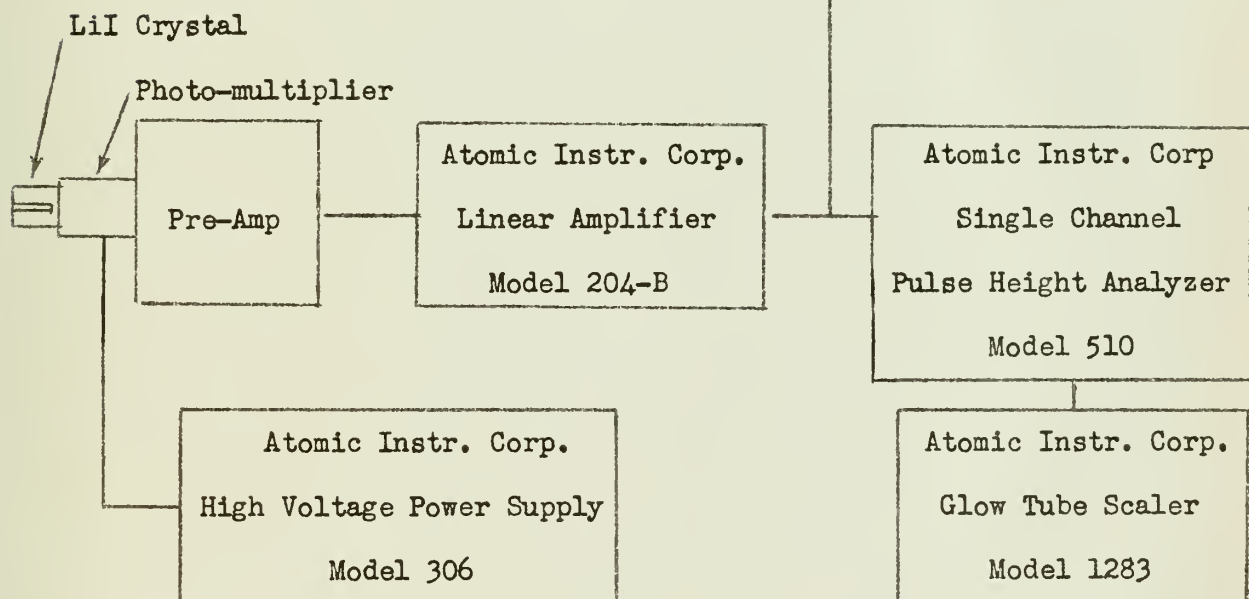 LiI Crystal
Photo-multiplier
Pre-Amp
Atomic Instr. Corp.
Linear Amplifier
Model 204-B
Atomic Instr. Corp
Single Channel
Pulse Height Analyzer
Model 510
Atomic Instr. Corp.
High Voltage Power Supply
Model 306
Atomic Instr. Corp.
Glow Tube Scaler
Model 1283